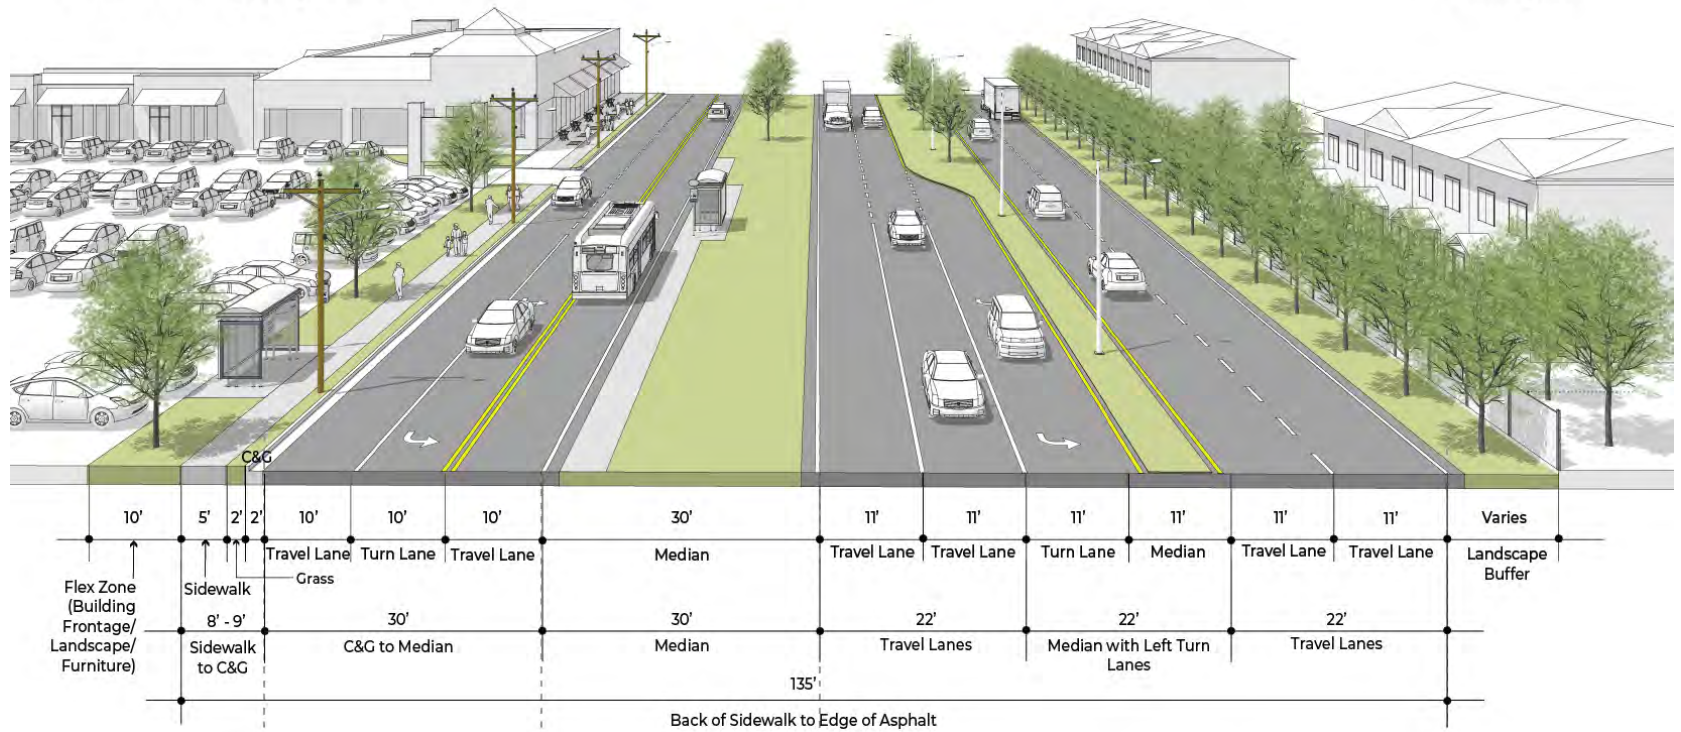 C&G
10' 5' 2' 2' 10' 10' 10' 30' 11' 11' 11' 11' 11' 11' Varies
Travel Lane Turn Lane Travel Lane Median Travel Lane Travel Lane Turn Lane Median Travel Lane Travel Lane Landscape
Buffer
Grass
Flex Zone
(Building
Frontage/
Landscape/
Furniture)
Sidewalk
8' - 9' 30' 30' 22' 22' 22'
Sidewalk
to C&G
C&G to Median
Median
Travel Lanes
Median with Left Turn
Lanes
Travel Lanes
135'
Back of Sidewalk to Edge of Asphalt